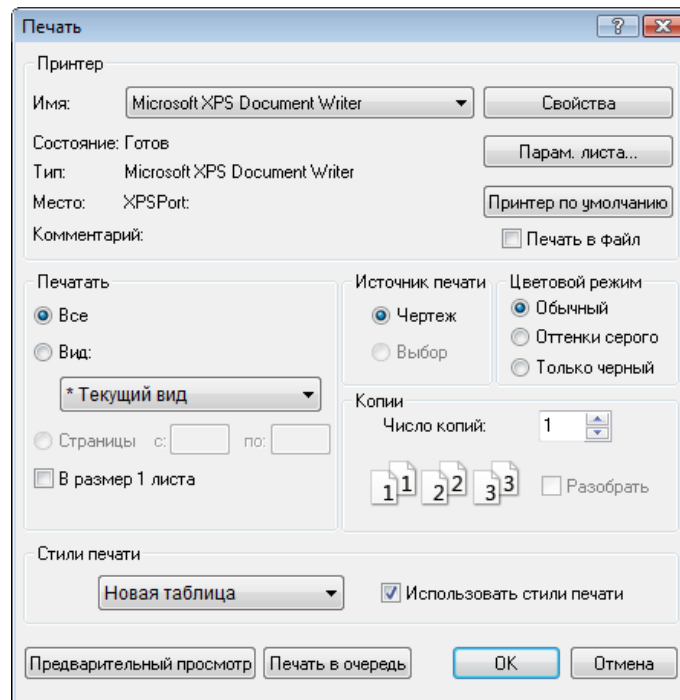 Печать
Принтер
Имя: Microsoft XPS Document Writer Свойства
Состояние: Готов
Парам. листа...
Тип: Microsoft XPS Document Writer
Место: XPSPort: Принтер по умолчанию
Комментарий: Печать в файл
Печатать Источник печати Цветовой режим
Все Чертеж Обычный
Вид: Выбор Оттенки серого
Только черный
* Текущий вид
Копии
Число копий: 1
Страницы с: по:
В размер 1 листа
1 1 2 2 3 3 Разобрать
Стили печати
Новая таблица Использовать стили печати
Предварительный просмотр Печать в очередь OK Отмена